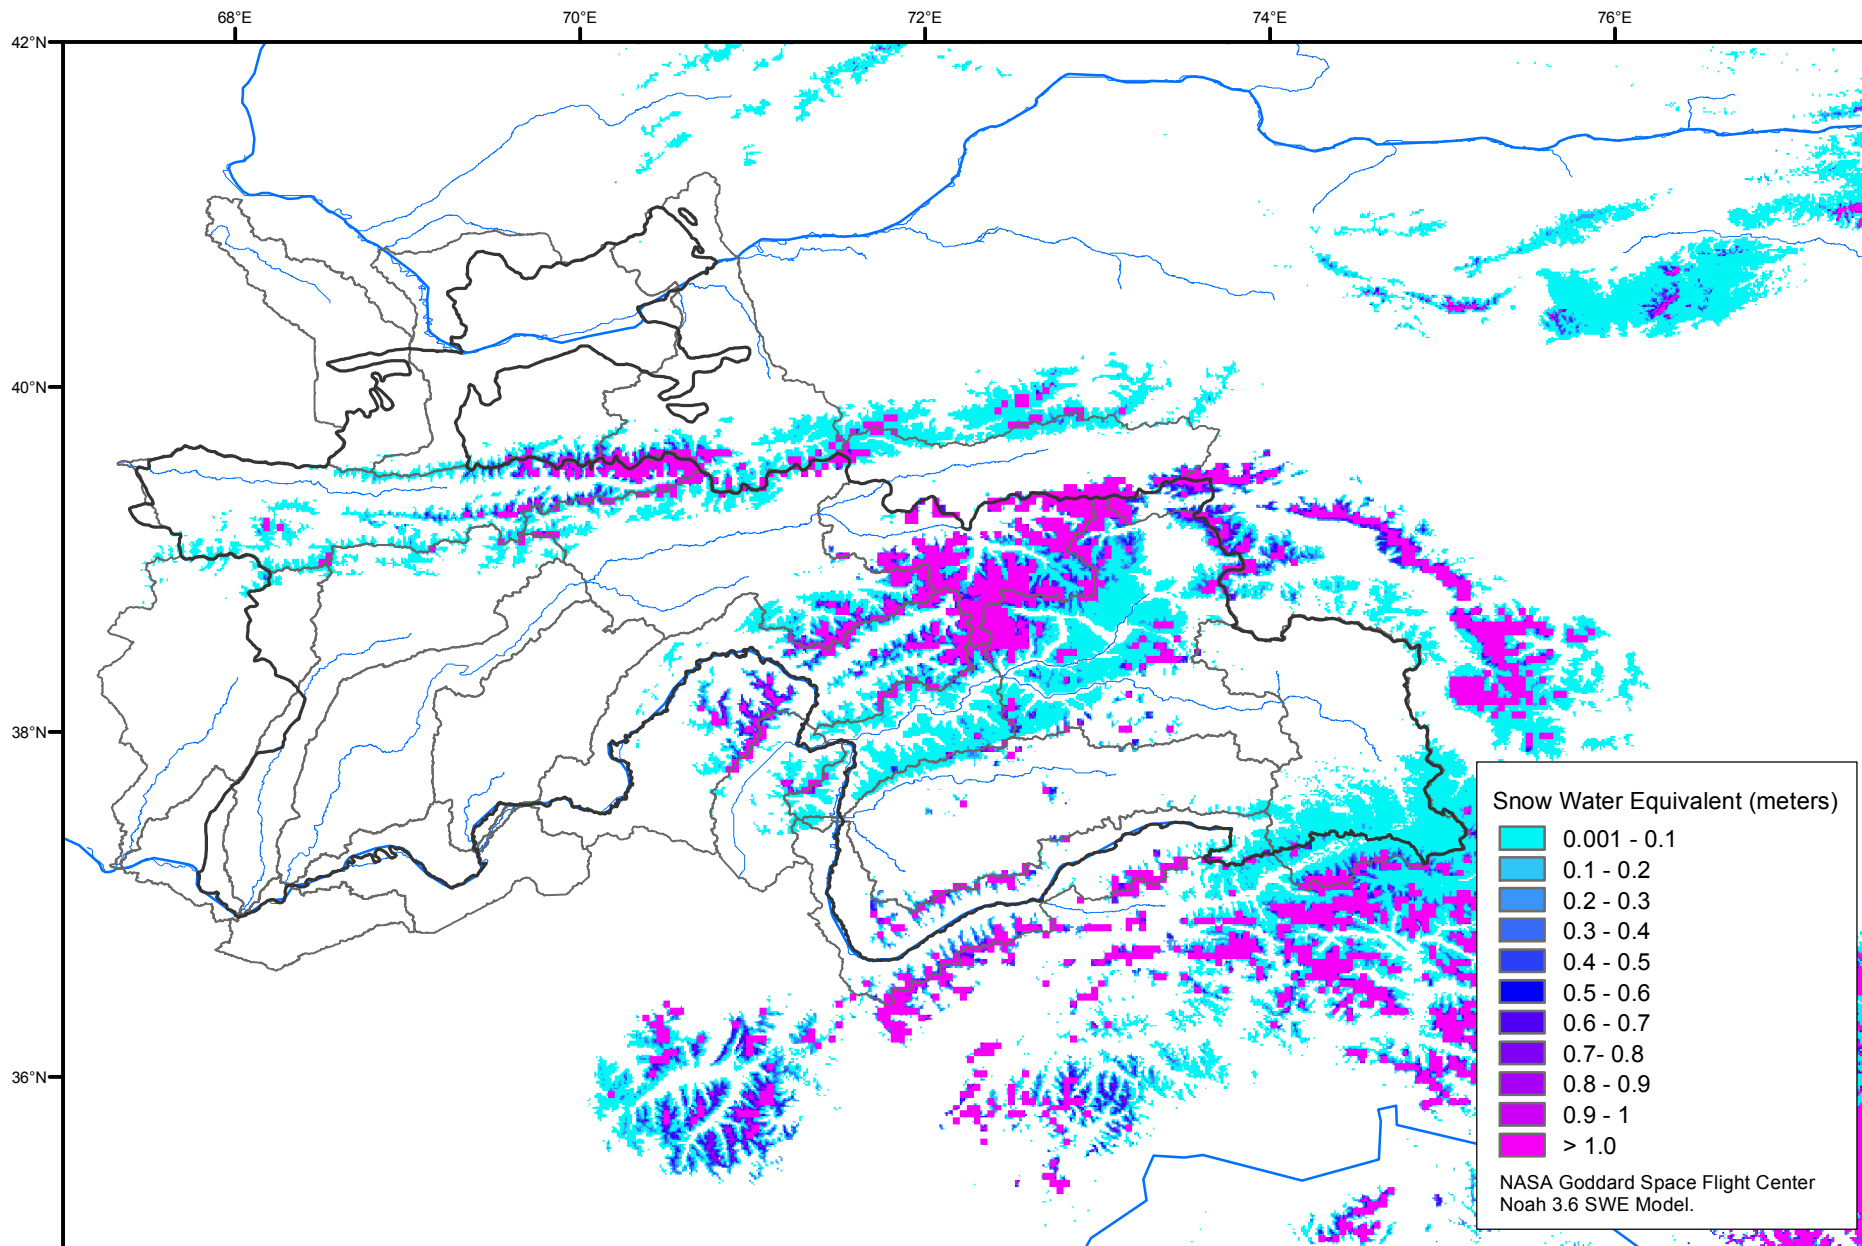 68°E 70°E 72°E 74°E 76°E
42°N
40°N
38°N
36°N
Snow Water Equivalent (meters)
0.001 - 0.1
0.1 - 0.2
0.2 - 0.3
0.3 - 0.4
0.4 - 0.5
0.5 - 0.6
0.6 - 0.7
0.7- 0.8
0.8 - 0.9
0.9 - 1
> 1.0
NASA Goddard Space Flight Center
Noah 3.6 SWE Model.